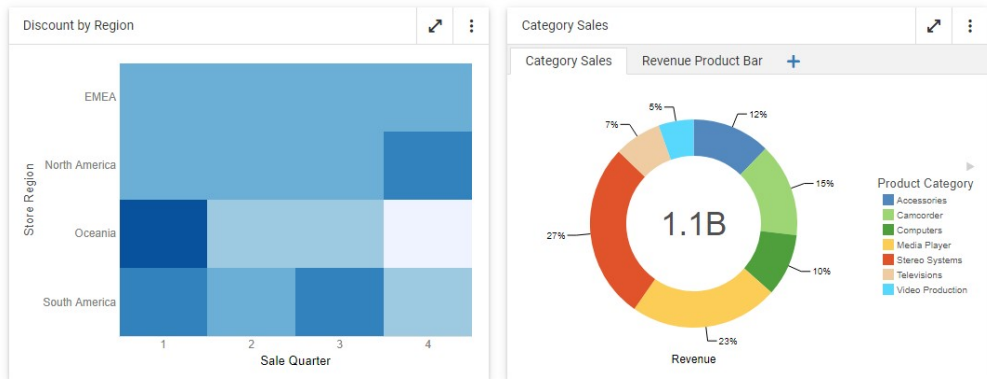 Discount by Region
EMEA
North America
Oceania
South America
Store Region
1 2 3 4
Sale Quarter
Category Sales
Category Sales Revenue Product Bar +
5%
12%
7%
15%
27%
1.1B
10%
23%
Revenue
Product Category
Accessories
Camcorder
Computers
Media Player
Stereo Systems
Televisions
Video Production